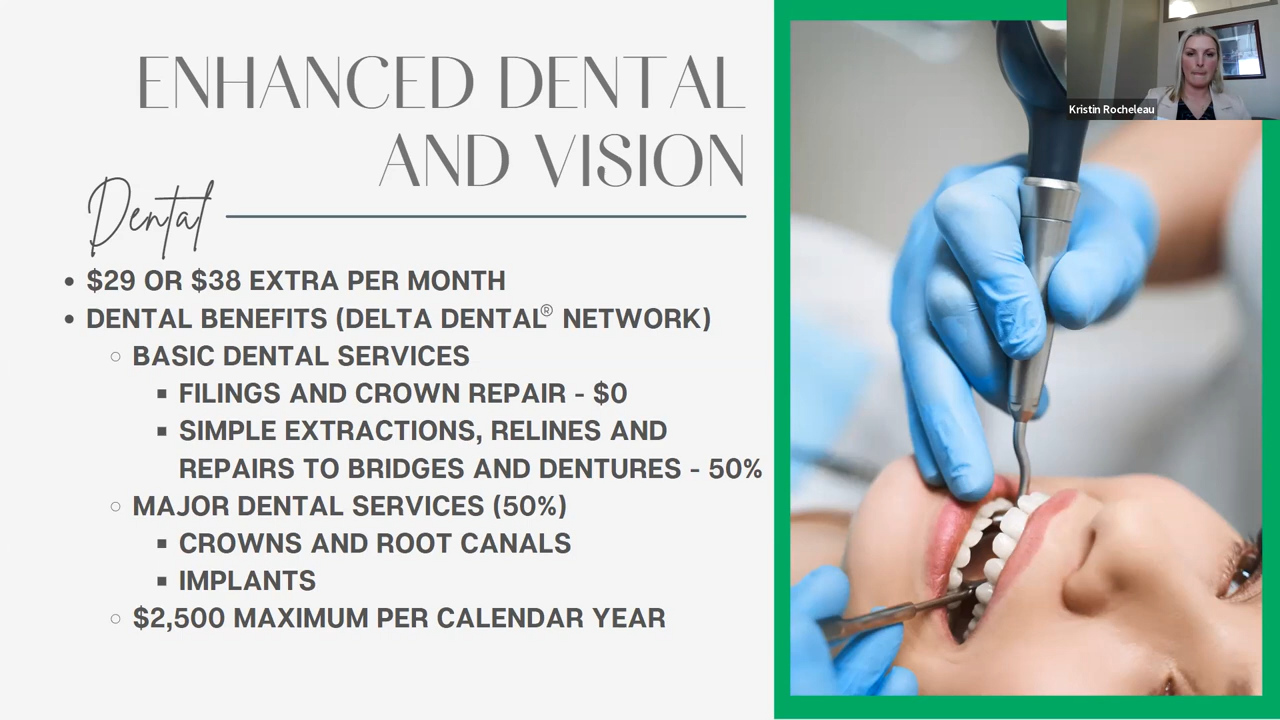 ENHANCED DENTAL
AND VISION
Dental
• $29 OR $38 EXTRA PER MONTH
• DENTAL BENEFITS (DELTA DENTAL® NETWORK)
○ BASIC DENTAL SERVICES
▪ FILINGS AND CROWN REPAIR - $0
▪ SIMPLE EXTRACTIONS, RELINES AND
REPAIRS TO BRIDGES AND DENTURES - 50%
○ MAJOR DENTAL SERVICES (50%)
▪ CROWNS AND ROOT CANALS
▪ IMPLANTS
○ $2,500 MAXIMUM PER CALENDAR YEAR
Kristin Rocheleau